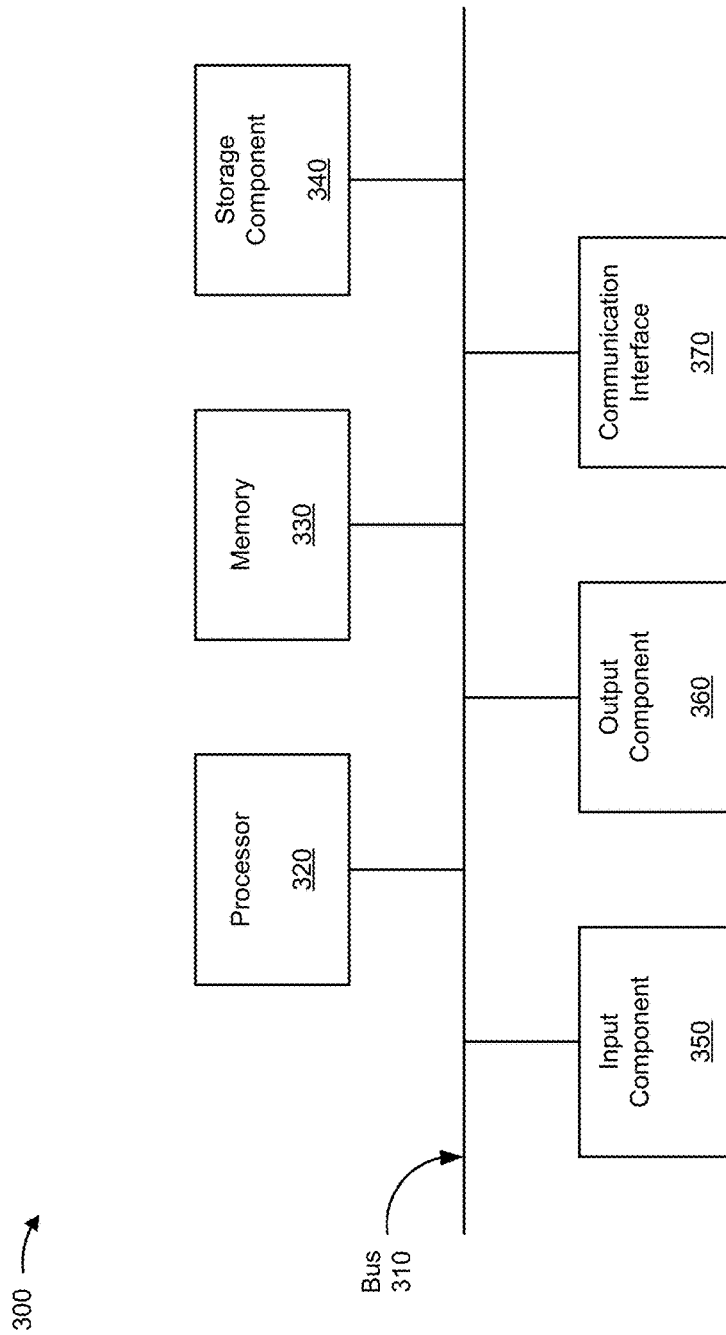 300
Bus
310
Processor
320
Memory
330
Storage
Component
340
Input
Component
350
Output
Component
360
Communication
Interface
370